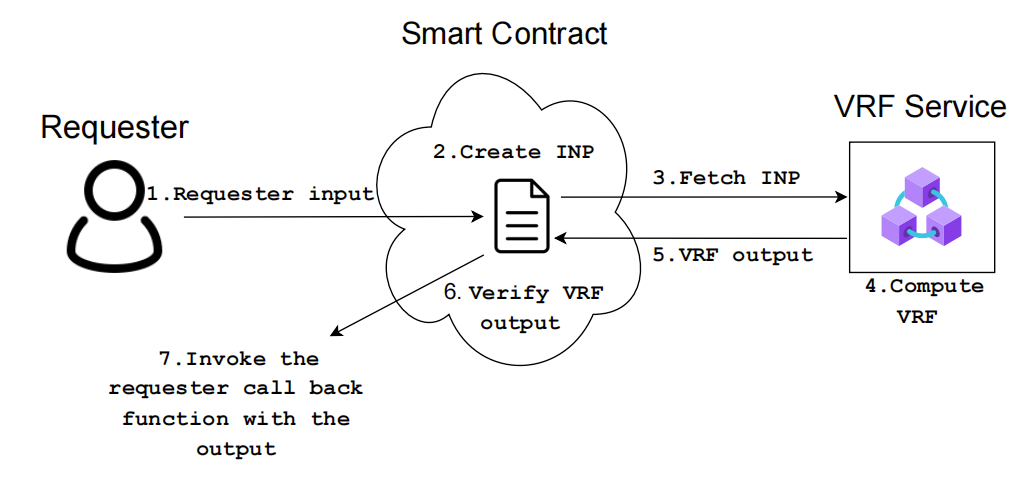 Smart Contract
VRF Service
Requester
2.Create INP
3.Fetch INP
1.Requester input
5.VRF output
4.Compute
VRF
6. Verify VRF
output
7.Invoke the
requester call back
function with the
output